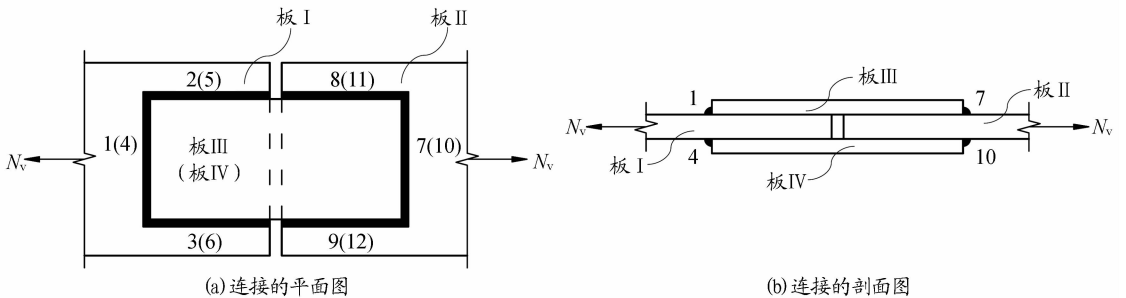 板Ⅰ
板Ⅱ
2(5)
8(11)
1(4)
板Ⅲ
(板Ⅳ)
7(10)
Nv
Nv
3(6)
9(12)
(a)连接的平面图
板Ⅲ
1
7
板Ⅱ
Nv
Nv
板Ⅰ
4
10
板Ⅳ
(b)连接的剖面图